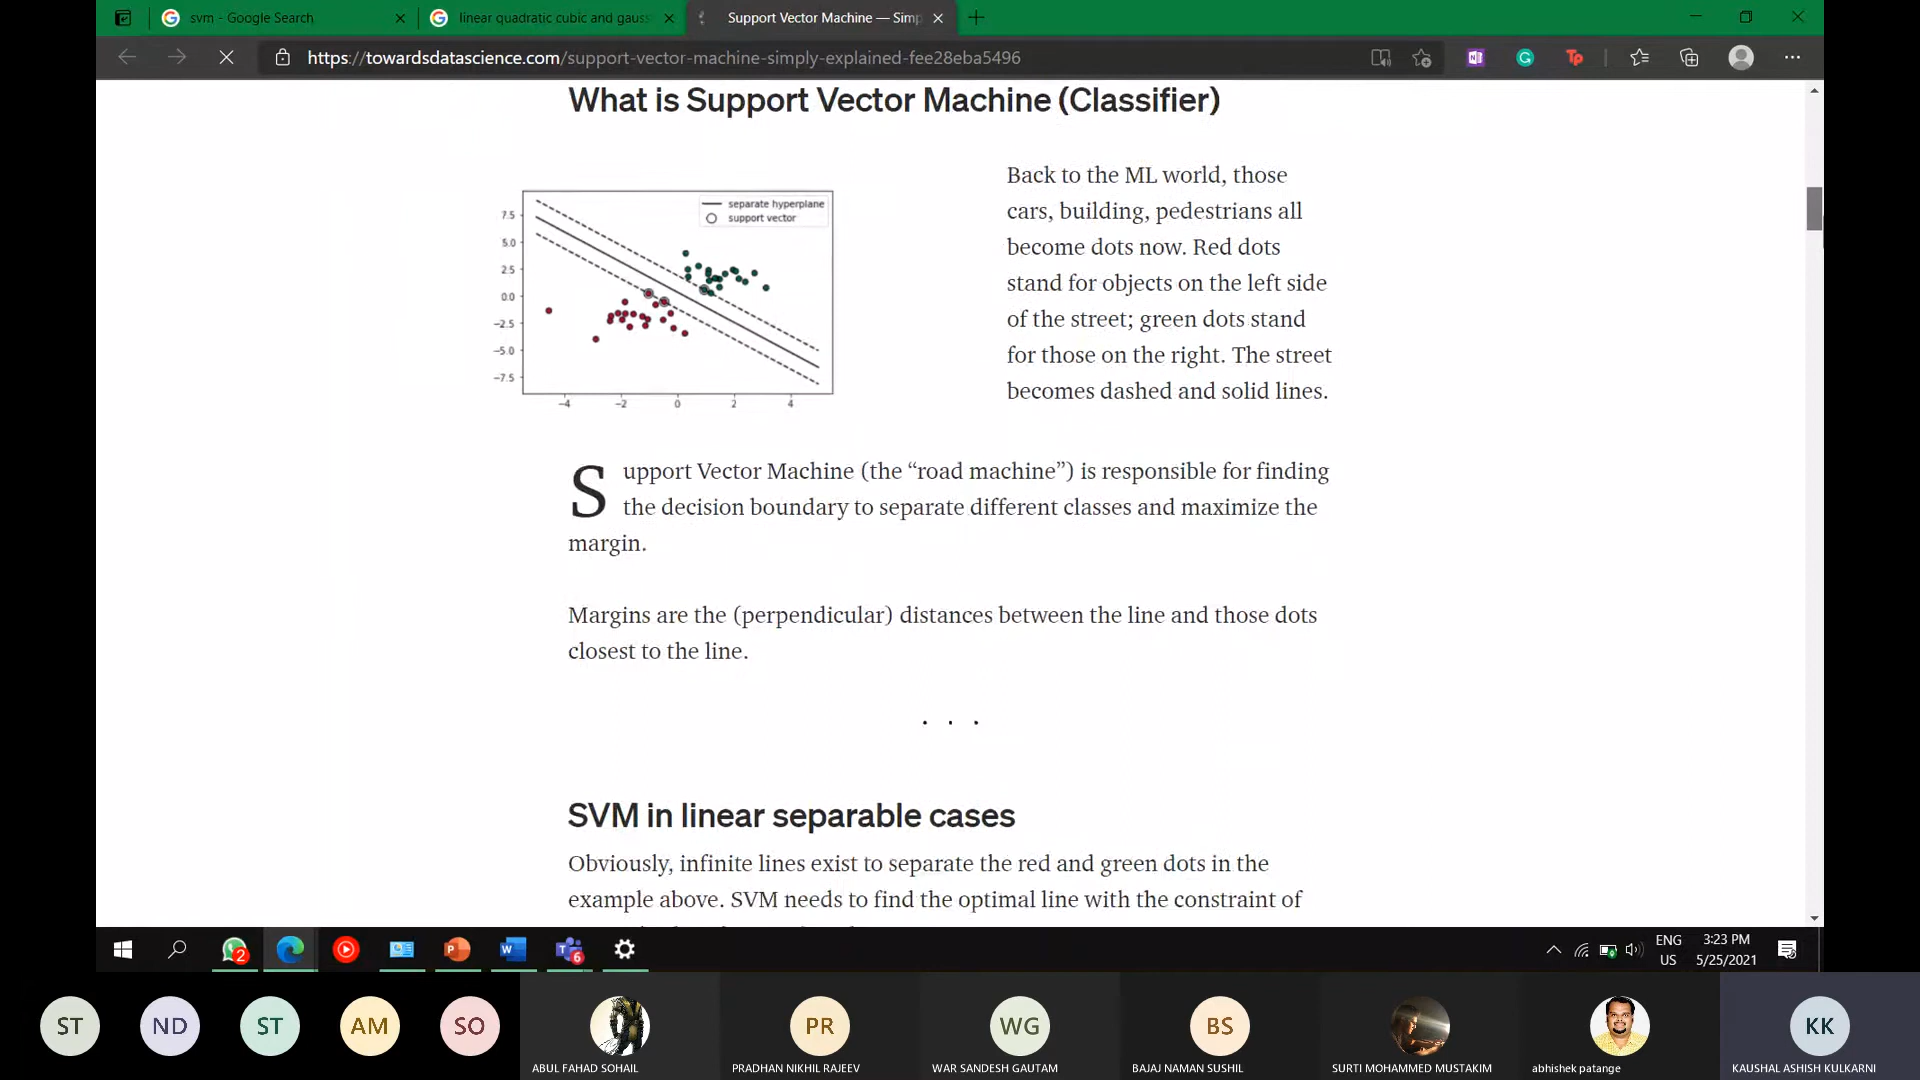 svm - Google Search
linear quadratic cubic and gauss
Support Vector Machine — Simp
https://towardsdatascience.com/support-vector-machine-simply-explained-fee28eba5496
What is Support Vector Machine (Classifier)
separate hyperplane
support vector
7.5
5.0
2.5
0.0
−2.5
−5.0
−7.5
−4 −2 0 2 4
Back to the ML world, those
cars, building, pedestrians all
become dots now. Red dots
stand for objects on the left side
of the street; green dots stand
for those on the right. The street
becomes dashed and solid lines.
Support Vector Machine (the “road machine”) is responsible for finding
the decision boundary to separate different classes and maximize the
margin.
Margins are the (perpendicular) distances between the line and those dots
closest to the line.
. . .
SVM in linear separable cases
Obviously, infinite lines exist to separate the red and green dots in the
example above. SVM needs to find the optimal line with the constraint of
2
6
ENG
US
3:23 PM
5/25/2021
ST ND ST AM SO PR WG BS KK
ABUL FAHAD SOHAIL
PRADHAN NIKHIL RAJEEV
WAR SANDESH GAUTAM
BAJAJ NAMAN SUSHIL
SURTI MOHAMMED MUSTAKIM
abhishek patange
KAUSHAL ASHISH KULKARNI